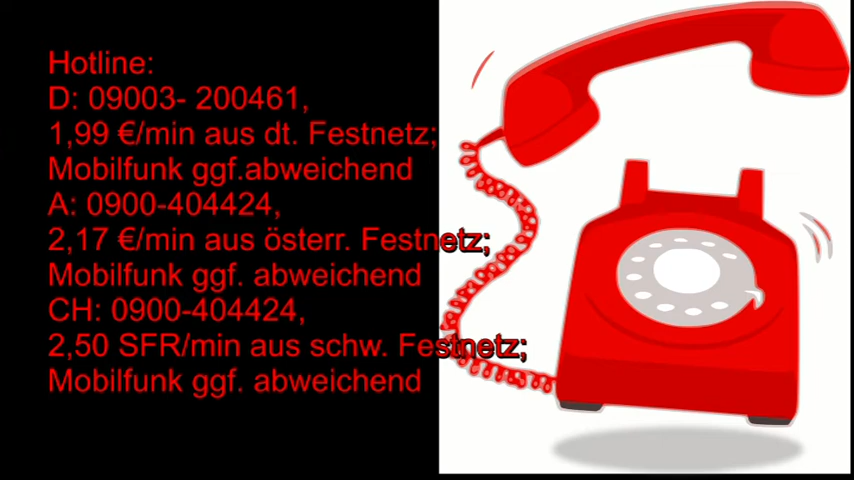 Hotline:
D: 09003- 200461,
1,99 €/min aus dt. Festnetz;
Mobilfunk ggf.abweichend
A: 0900-404424,
2,17 €/min aus österr. Festnetz;
Mobilfunk ggf. abweichend
CH: 0900-404424,
2,50 SFR/min aus schw. Festnetz;
Mobilfunk ggf. abweichend